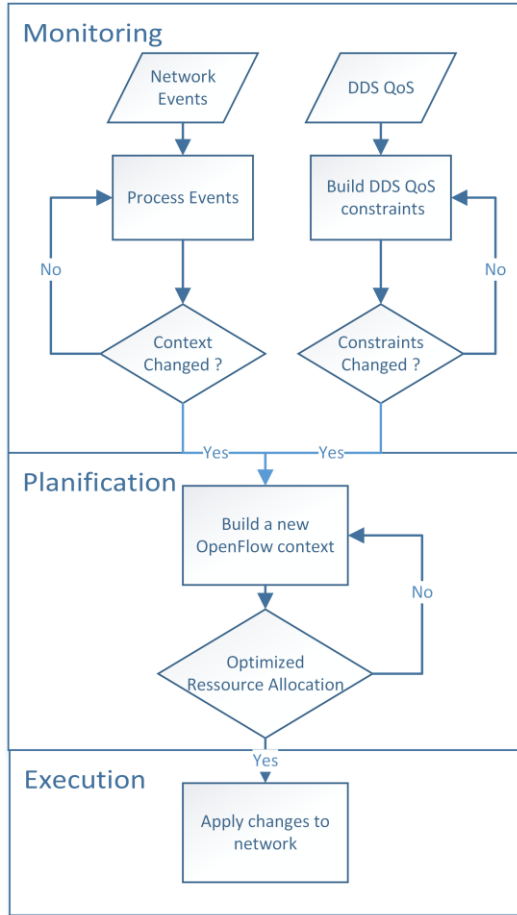 Monitoring
Network
Events
DDS QoS
Process Events
Build DDS QoS
constraints
No
No
Context
Changed ?
Constraints
Changed ?
Yes
Yes
Planification
Build a new
OpenFlow context
No
Optimized
Ressource Allocation
Yes
Execution
Apply changes to
network